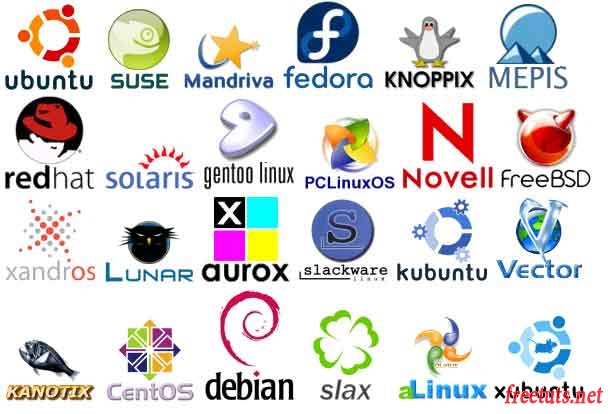 ubuntu
SUSE
Mandriva
fedora
KNOPPIX
MEPIS
redhat
solaris
gentoo linux
PCLinuxOS
N
Novell
FreeBSD
xandros
LUNAR
X
aurox
S
slackware
linux
kubuntu
V
Vector
KANOTIX
CentOS
debian
slax
aLinux
xubuntu
freetuts.net